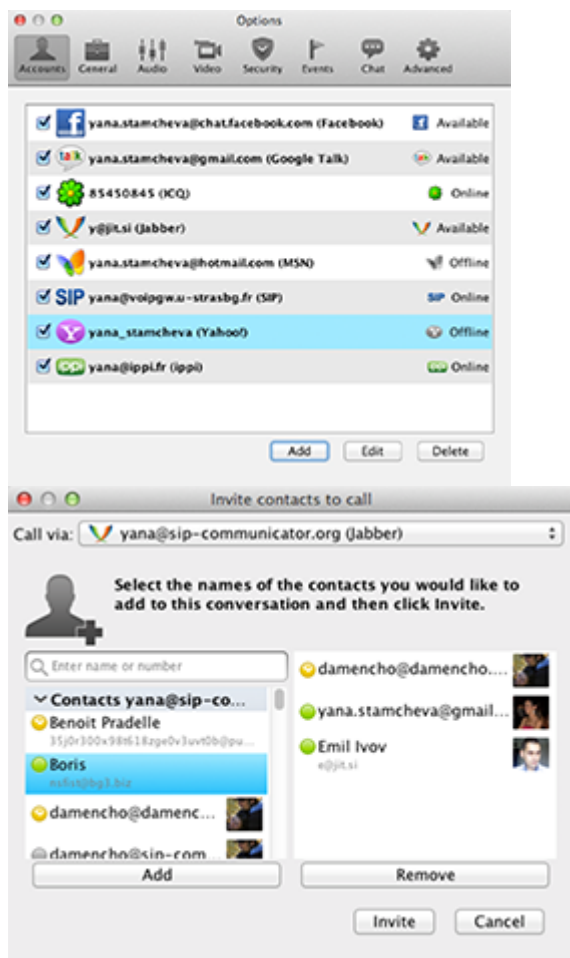 Options
Accounts General Audio Video Security Events Chat Advanced
yana.stamcheva@chat.facebook.com (Facebook) Available
yana.stamcheva@gmail.com (Google Talk) Available
85450845 (ICQ) Online
y@jit.si (Jabber) Available
yana.stamcheva@hotmail.com (MSN) Offline
SIP yana@voipgw.u-strasbg.fr (SIP) SIP Online
yana_stamcheva (Yahoo!) Offline
ippi yana@ippi.fr (ippi) Online
Add Edit Delete
Invite contacts to call
Call via: yana@sip-communicator.org (Jabber)
Select the names of the contacts you would like to
add to this conversation and then click Invite.
Enter name or number
Contacts yana@sip-co...
Benoit Pradelle
Boris
damencho@damenc...
damencho@sip-com...
Add
damencho@damencho....
yana.stamcheva@gmail...
Emil Ivov
e@jit.si
Remove
Invite Cancel